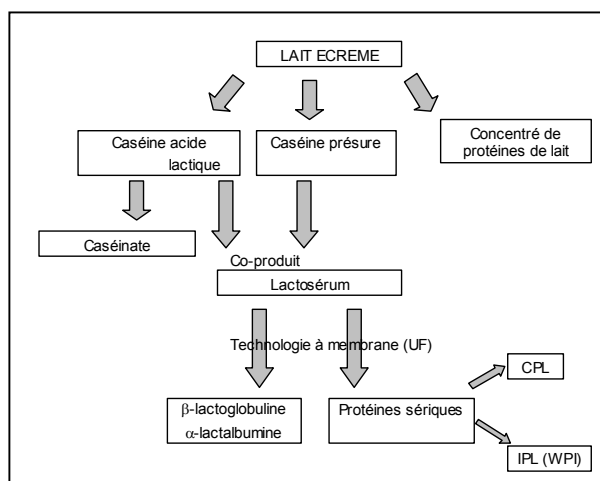 LAIT ECREME
Caséine acide
lactique
Caséine présure
Concentré de
protéines de lait
Caséinate
Co-produit
Lactosérum
Technologie à membrane (UF)
β-lactoglobuline
α-lactalbumine
Protéines sériques
CPL
IPL (WPI)